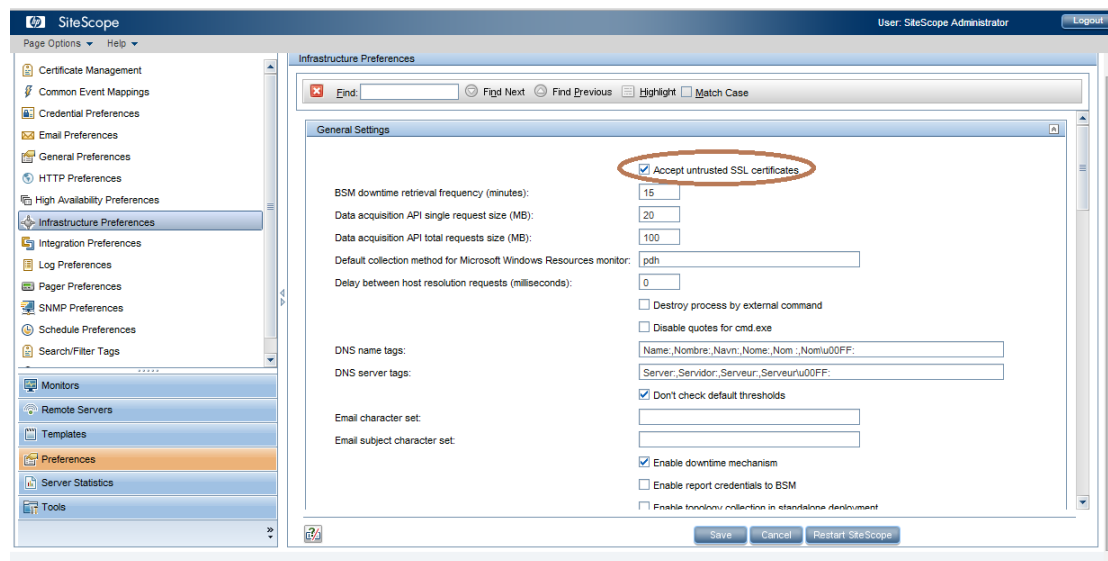 hp SiteScope User: SiteScope Administrator Logout
Page Options Help
Certificate Management
Common Event Mappings
Credential Preferences
Email Preferences
General Preferences
HTTP Preferences
High Availability Preferences
Infrastructure Preferences
Integration Preferences
Log Preferences
Pager Preferences
SNMP Preferences
Schedule Preferences
Search/Filter Tags
Monitors
Remote Servers
Templates
Preferences
Server Statistics
Tools
Infrastructure Preferences
Find: Find Next Find Previous Highlight Match Case
General Settings
Accept untrusted SSL certificates
BSM downtime retrieval frequency (minutes): 15
Data acquisition API single request size (MB): 20
Data acquisition API total requests size (MB): 100
Default collection method for Microsoft Windows Resources monitor: pdh
Delay between host resolution requests (milliseconds): 0
Destroy process by external command
Disable quotes for cmd.exe
DNS name tags: Name:,Nombre:,Navn:,Nome:,Nom :,Nom\u00FF:
DNS server tags: Server:,Servidor:,Serveur:,Serveur\u00FF:
Don't check default thresholds
Email character set:
Email subject character set:
Enable downtime mechanism
Enable report credentials to BSM
Enable topology collection in standalone deployment
Save Cancel Restart SiteScope